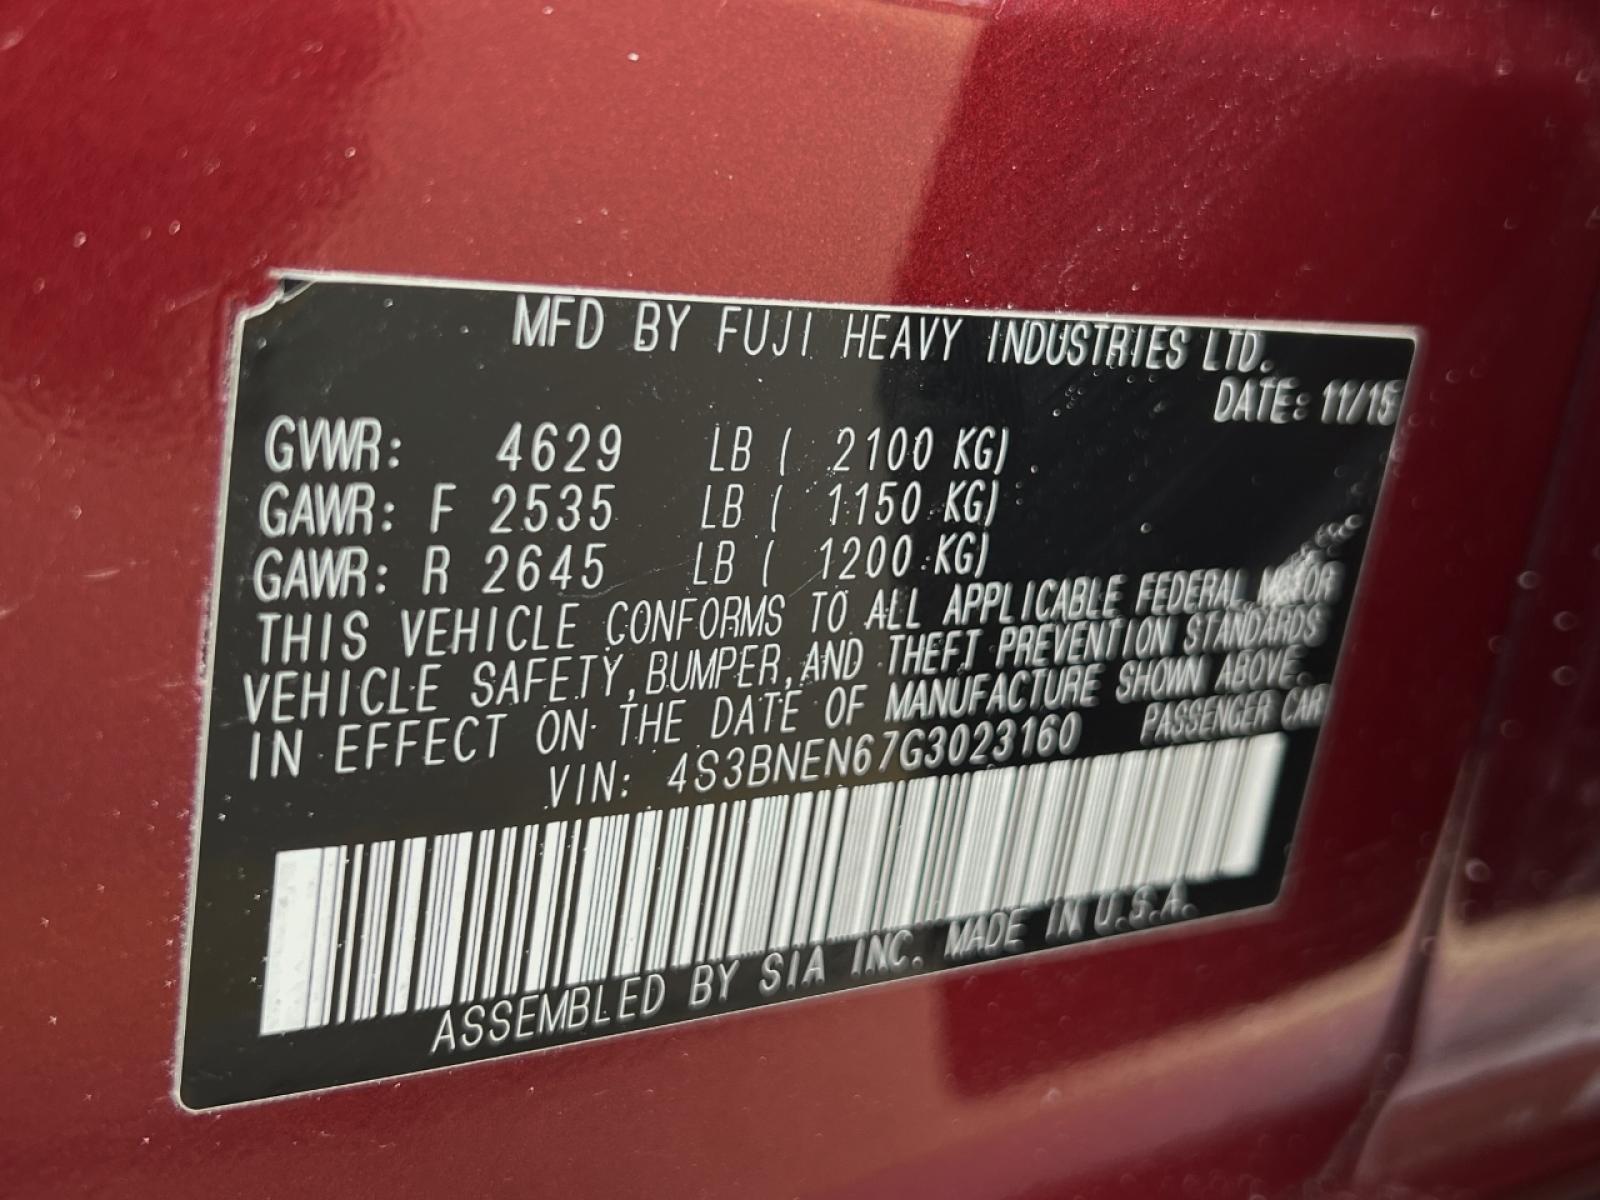 MFD BY FUJI HEAVY INDUSTRIES LTD.
DATE: 11/15
GVWR: 4629 LB ( 2100 KG)
GAWR: F 2535 LB ( 1150 KG)
GAWR: R 2645 LB ( 1200 KG)
THIS VEHICLE CONFORMS TO ALL APPLICABLE FEDERAL MOTOR
VEHICLE SAFETY, BUMPER, AND THEFT PREVENTION STANDARDS
IN EFFECT ON THE DATE OF MANUFACTURE SHOWN ABOVE.
VIN: 4S3BNEN67G3023160 PASSENGER CAR
ASSEMBLED BY SIA INC. MADE IN U.S.A.